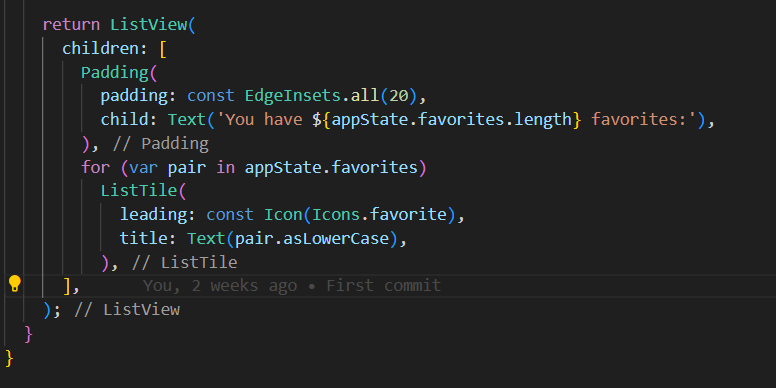 return ListView(
children: [
Padding(
padding: const EdgeInsets.all(20),
child: Text('You have ${appState.favorites.length} favorites:'),
), // Padding
for (var pair in appState.favorites)
ListTile(
leading: const Icon(Icons.favorite),
title: Text(pair.asLowerCase),
), // ListTile
], You, 2 weeks ago • First commit
); // ListView
}
}